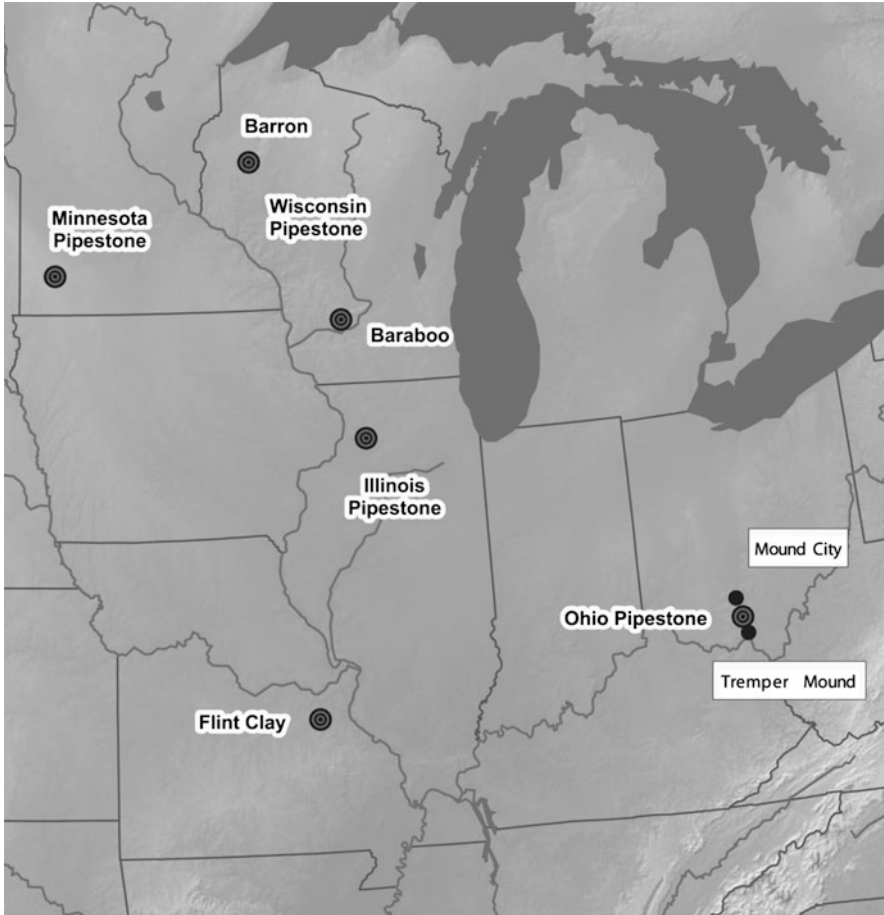 Barron
Wisconsin
Pipestone
Minnesota
Pipestone
Baraboo
Illinois
Pipestone
Mound City
Ohio Pipestone
Tremper Mound
Flint Clay